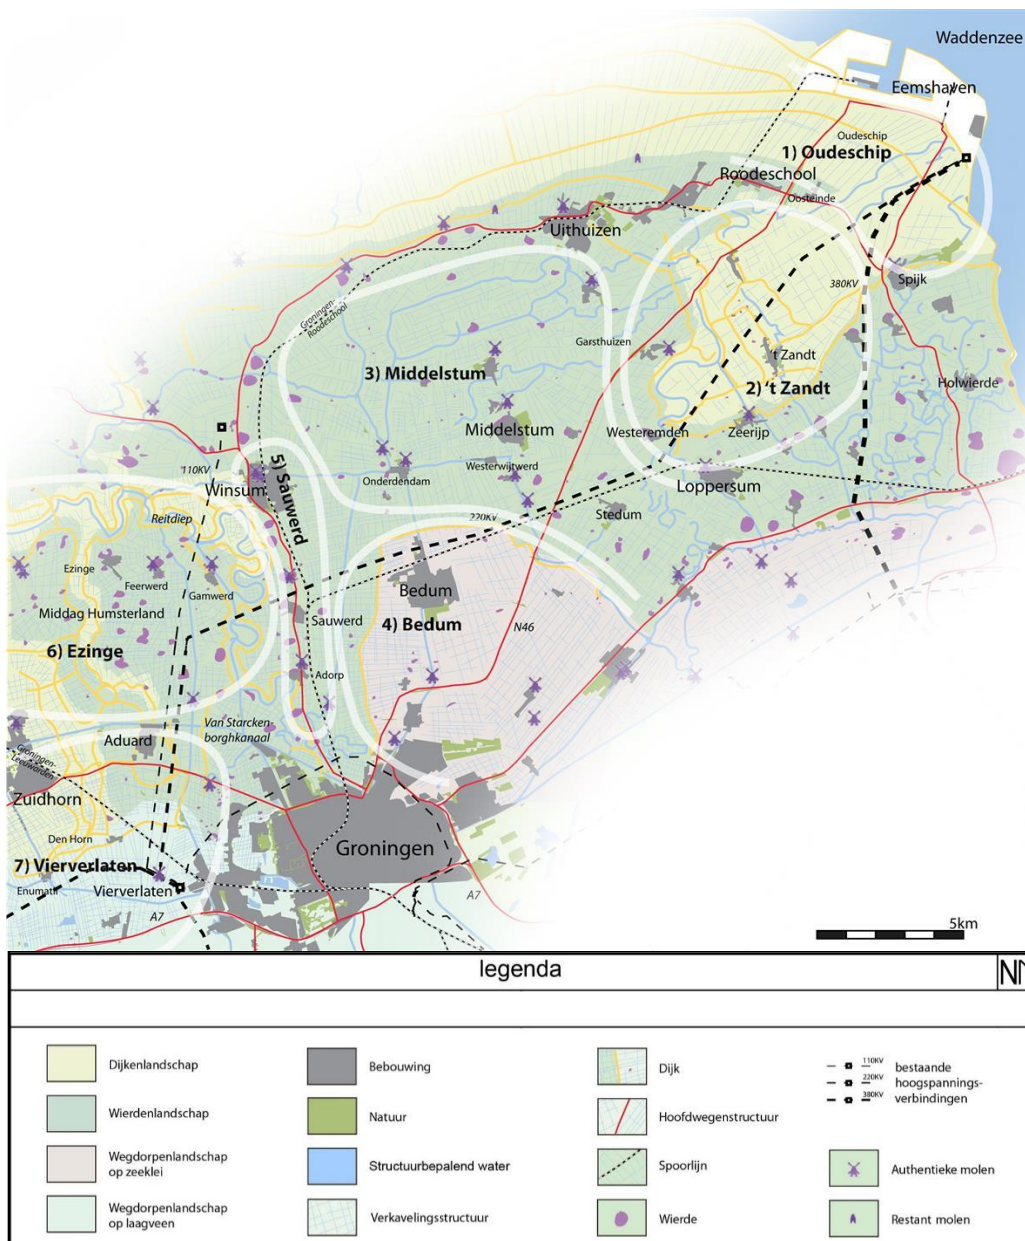 Waddenzee
Eemshaven
Oudeschip
1) Oudeschip
Roodeschool
Oosteinde
Uithuizen
380KV
Spijk
Groningen-
Roodeschool
Garsthuizen
't Zandt
3) Middelstum
2) 't Zandt
Holwierde
Middelstum
Westeremden
Zeerijp
5) Sauwerd
110KV
Winsum
Westerwijtwerd
Onderdendam
Loppersum
Reitdiep
220KV
Stedum
Ezinge
Feerwerd
Garnwerd
Bedum
Middag Humsterland
Sauwerd
4) Bedum
N46
6) Ezinge
Adorp
Van Starcken-
borghkanaal
Aduard
Groningen-
Leeuwarden
Zuidhorn
Den Horn
Groningen
7) Vierverlaten
Enumatil
Vierverlaten
A7
A7
5km
legenda
Dijkenlandschap
Bebouwing
Dijk
110KV
220KV
380KV
bestaande
hoogspannings-
verbindingen
Wierdenlandschap
Natuur
Hoofdwegenstructuur
Wegdorpenlandschap
op zeeklei
Structuurbepalend water
Spoorlijn
Authentieke molen
Wegdorpenlandschap
op laagveen
Verkavelingsstructuur
Wierde
Restant molen